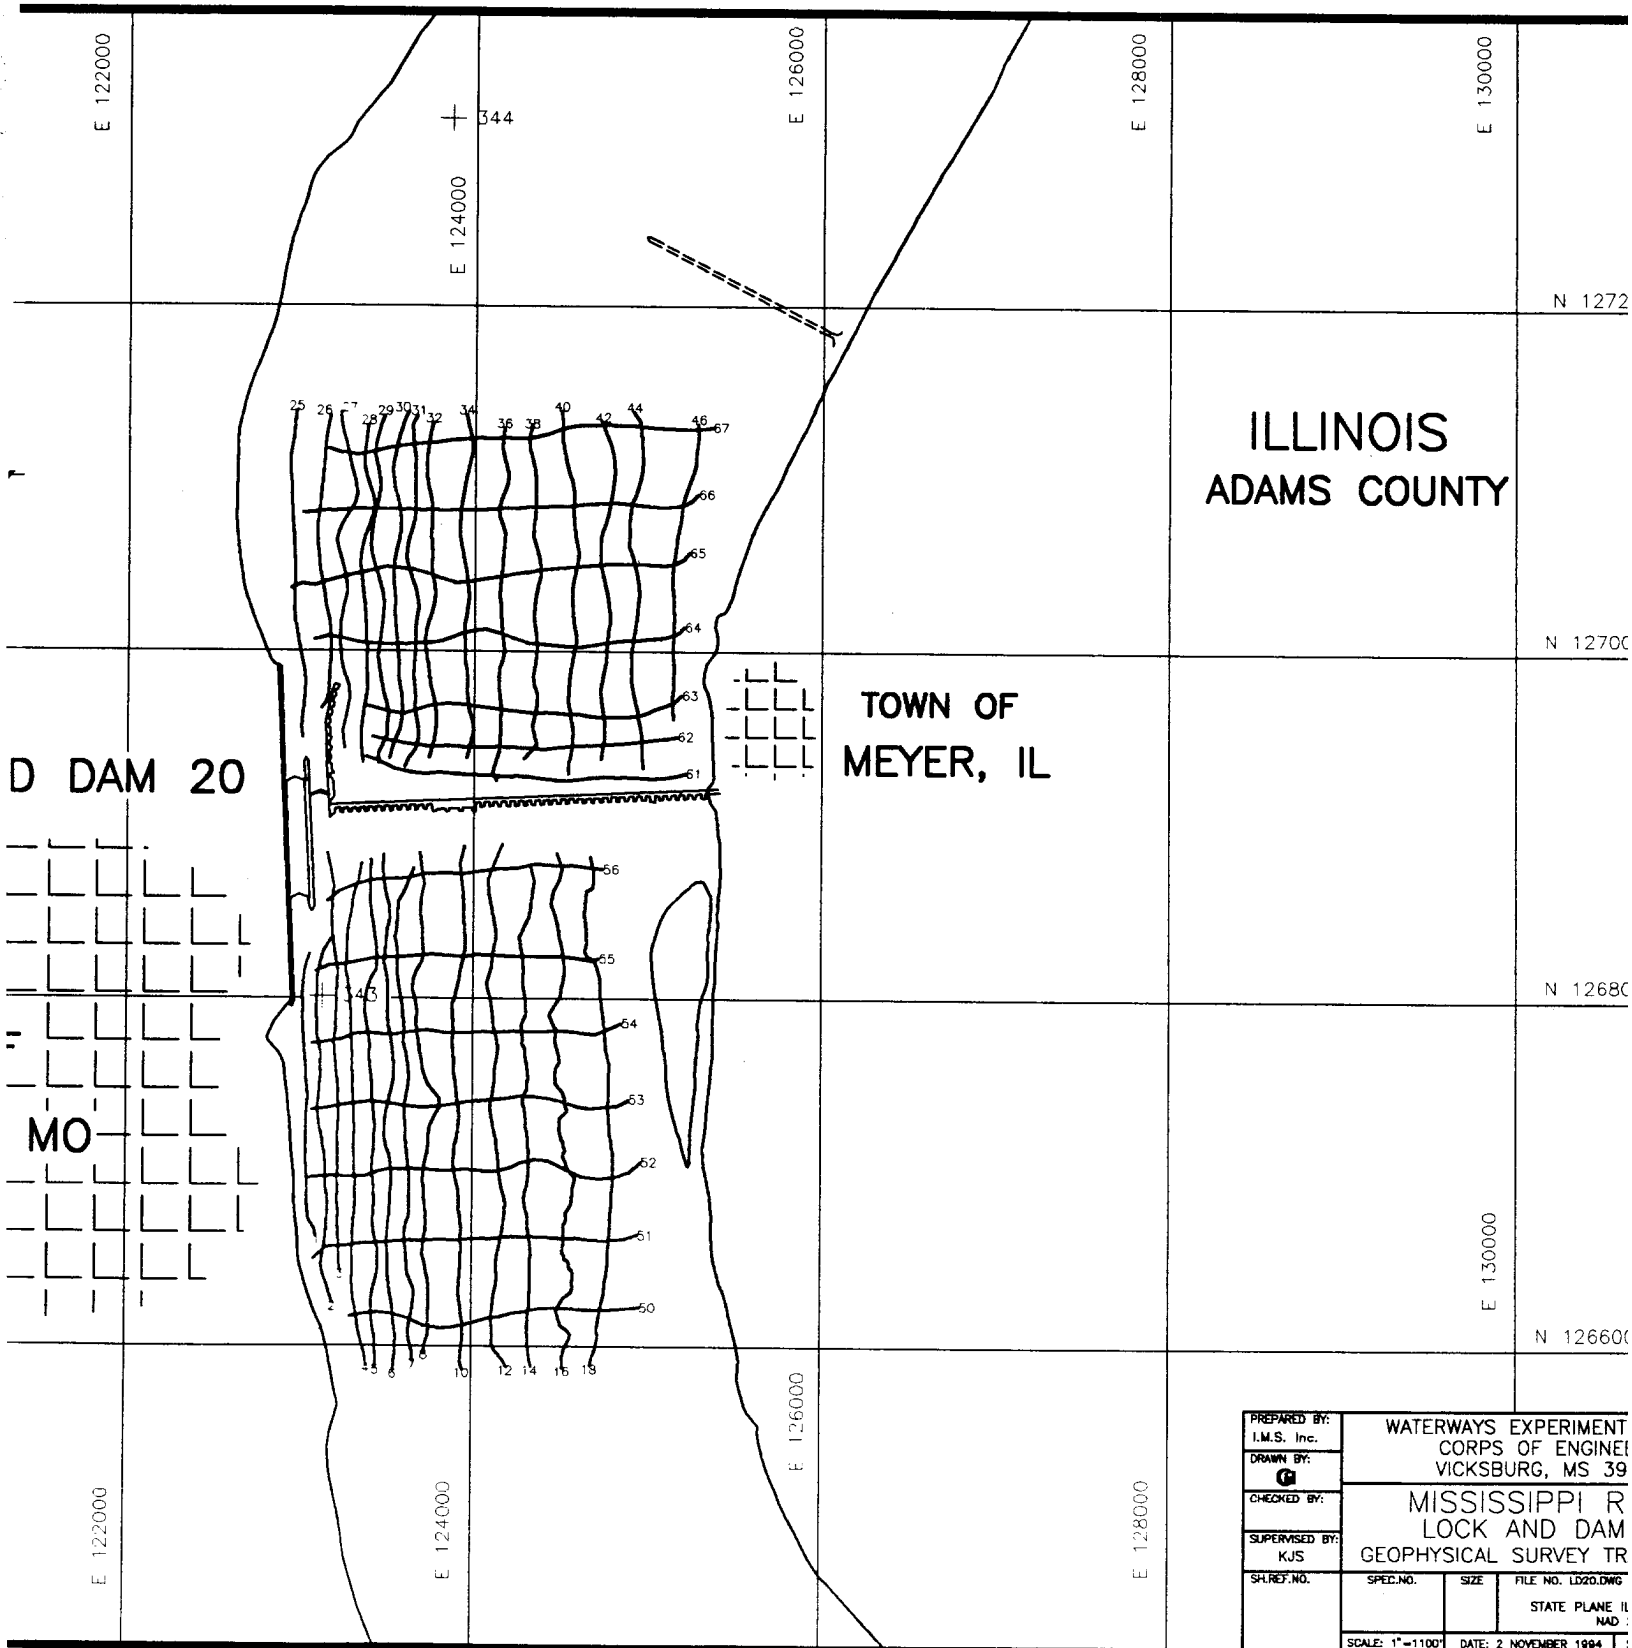 E 122000
E 126000
E 128000
E 130000
344
E 124000
N 1272
25 26 28 29 30 31 32 34 36 38 40 42 44 46
67
66
65
64
63
62
61
ILLINOIS
ADAMS COUNTY
N 12700
TOWN OF
MEYER, IL
D DAM 20
56
55
343
N 12680
54
53
MO
52
51
E 130000
3
2
50
N 126600
5 6 7 8 10 12 14 16 18
E 126000
E 122000
E 124000
E 128000
PREPARED BY:
I.M.S. Inc.
DRAWN BY:
CHECKED BY:
SUPERVISED BY:
KJS
SH.REF.NO.
WATERWAYS EXPERIMENT
CORPS OF ENGINE
VICKSBURG, MS 39
MISSISSIPPI R
LOCK AND DAM
GEOPHYSICAL SURVEY TR
SPEC.NO.
SIZE
FILE NO. LD20.DWG
STATE PLANE IL
NAD
SCALE: 1"=1100'
DATE: 2 NOVEMBER 1994